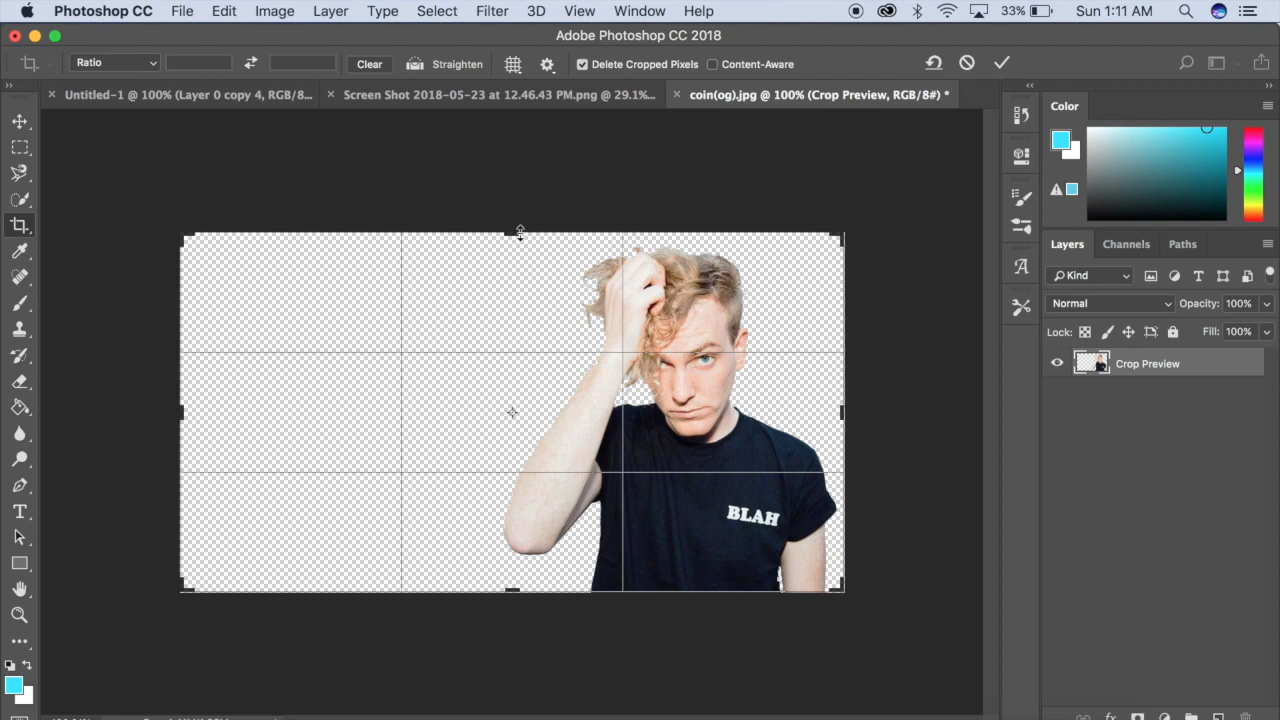 Photoshop CC File Edit Image Layer Type Select Filter 3D View Window Help 33% Sun 1:11 AM
Adobe Photoshop CC 2018
Ratio Clear Straighten Delete Cropped Pixels Content-Aware
Untitled-1 @ 100% (Layer 0 copy 4, RGB/8... Screen Shot 2018-05-23 at 12.46.43 PM.png @ 29.1%... coin(og).jpg @ 100% (Crop Preview, RGB/8#) *
Color
Layers Channels Paths
Kind
Normal Opacity: 100%
Lock: Fill: 100%
Crop Preview
BLAH